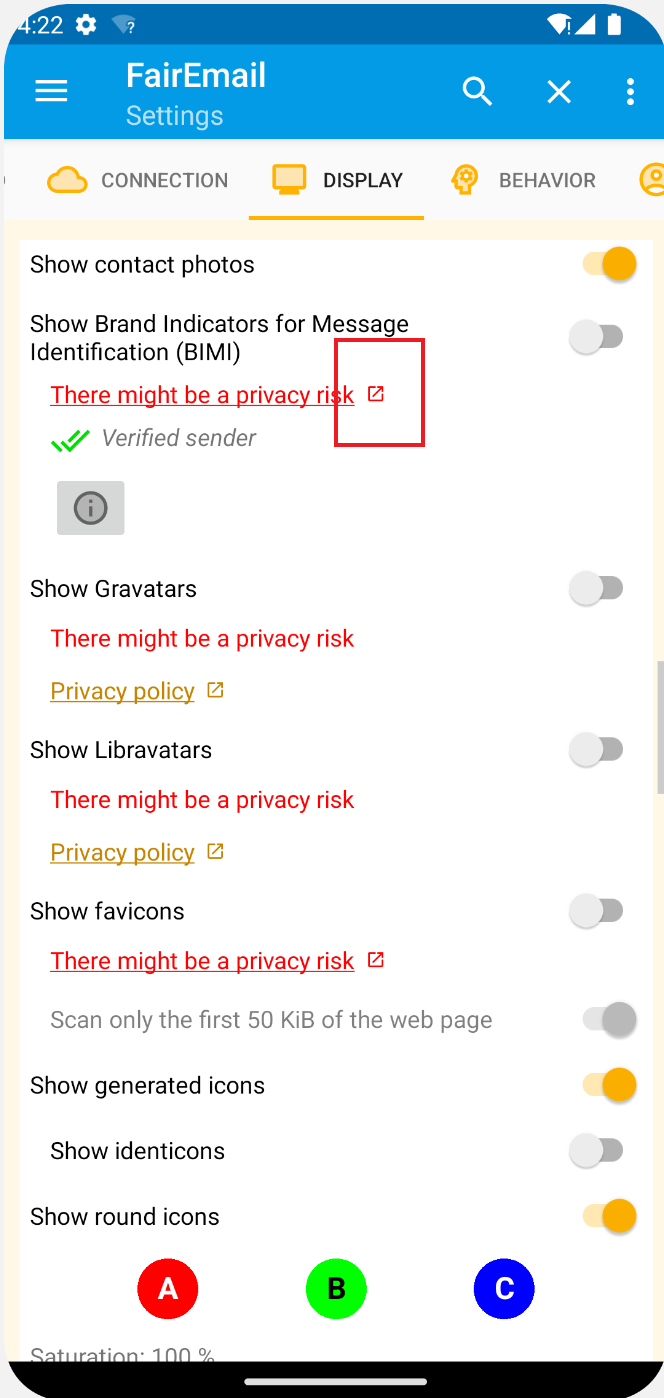 4:22
FairEmail
Settings
CONNECTION
DISPLAY
BEHAVIOR
Show contact photos
Show Brand Indicators for Message
Identification (BIMI)
There might be a privacy risk
Verified sender
Show Gravatars
There might be a privacy risk
Privacy policy
Show Libravatars
There might be a privacy risk
Privacy policy
Show favicons
There might be a privacy risk
Scan only the first 50 KiB of the web page
Show generated icons
Show identicons
Show round icons
A B C
Saturation: 100 %